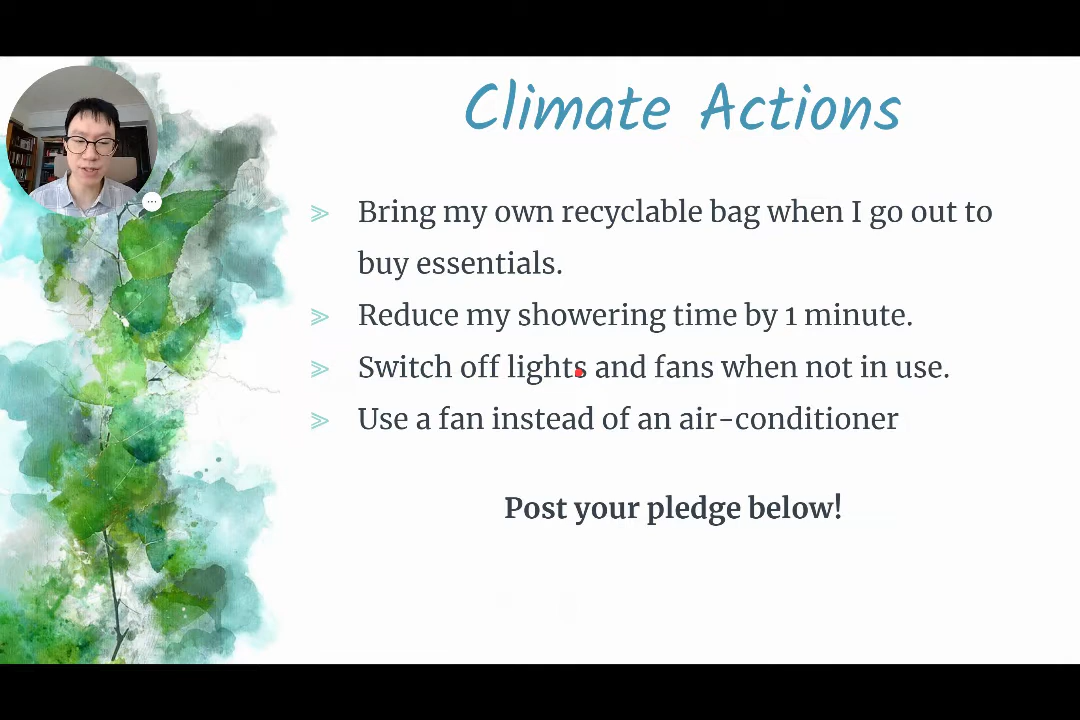 Climate Actions
Bring my own recyclable bag when I go out to
buy essentials.
Reduce my showering time by 1 minute.
Switch off lights and fans when not in use.
Use a fan instead of an air-conditioner
Post your pledge below!